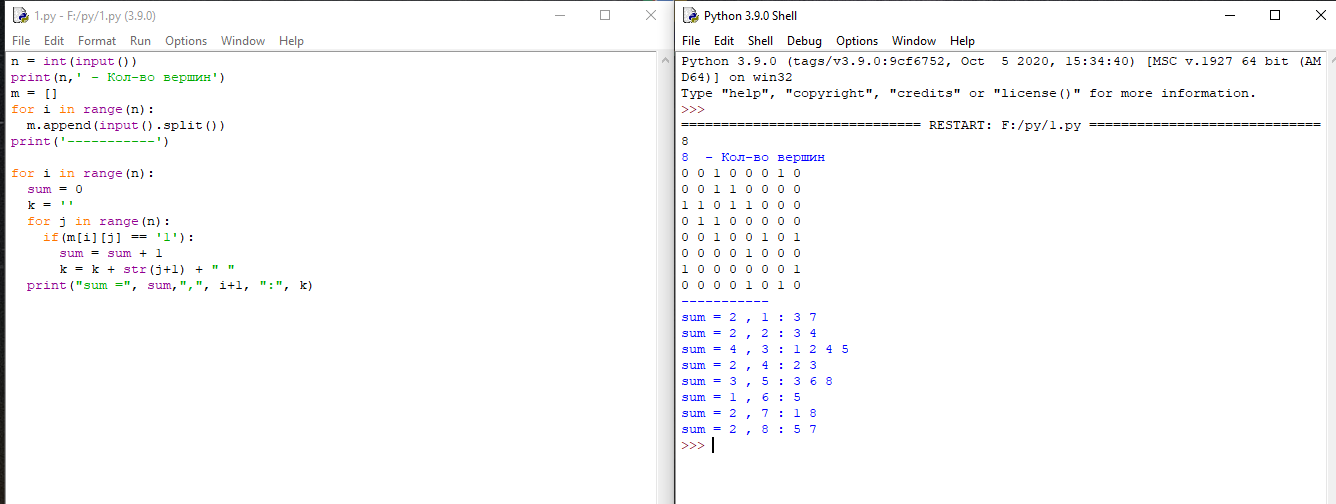 1.py - F:/py/1.py (3.9.0)
File Edit Format Run Options Window Help
n = int(input())
print(n,' - Кол-во вершин')
m = []
for i in range(n):
  m.append(input().split())
print('-----------')
for i in range(n):
  sum = 0
  k = ''
  for j in range(n):
    if(m[i][j] == '1'):
      sum = sum + 1
      k = k + str(j+1) + " "
  print("sum =", sum,",", i+1, ":", k)
Python 3.9.0 Shell
File Edit Shell Debug Options Window Help
Python 3.9.0 (tags/v3.9.0:9cf6752, Oct  5 2020, 15:34:40) [MSC v.1927 64 bit (AM
D64)] on win32
Type "help", "copyright", "credits" or "license()" for more information.
>>>
============================== RESTART: F:/py/1.py =============================
8
8  - Кол-во вершин
0 0 1 0 0 0 1 0
0 0 1 1 0 0 0 0
1 1 0 1 1 0 0 0
0 1 1 0 0 0 0 0
0 0 1 0 0 1 0 1
0 0 0 0 1 0 0 0
1 0 0 0 0 0 0 1
0 0 0 0 1 0 1 0
-----------
sum = 2 , 1 : 3 7
sum = 2 , 2 : 3 4
sum = 4 , 3 : 1 2 4 5
sum = 2 , 4 : 2 3
sum = 3 , 5 : 3 6 8
sum = 1 , 6 : 5
sum = 2 , 7 : 1 8
sum = 2 , 8 : 5 7
>>>